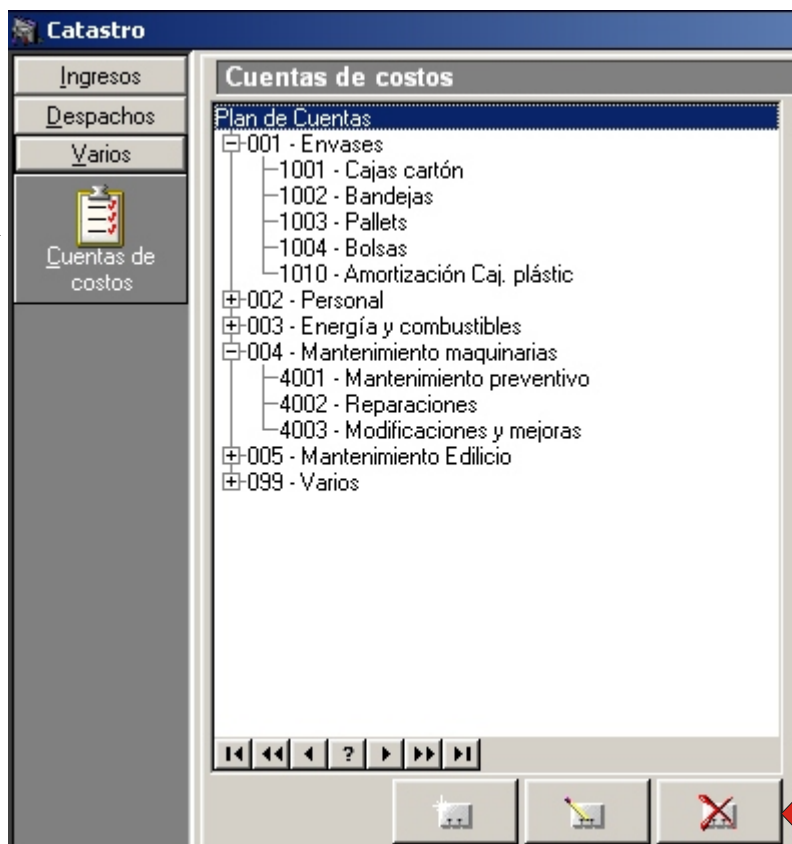 Catastro
Ingresos
Despachos
Varios
Cuentas de
costos
Cuentas de costos
Plan de Cuentas
001 - Envases
1001 - Cajas cartón
1002 - Bandejas
1003 - Pallets
1004 - Bolsas
1010 - Amortización Caj. plástic
002 - Personal
003 - Energía y combustibles
004 - Mantenimiento maquinarias
4001 - Mantenimiento preventivo
4002 - Reparaciones
4003 - Modificaciones y mejoras
005 - Mantenimiento Edilicio
099 - Varios
?